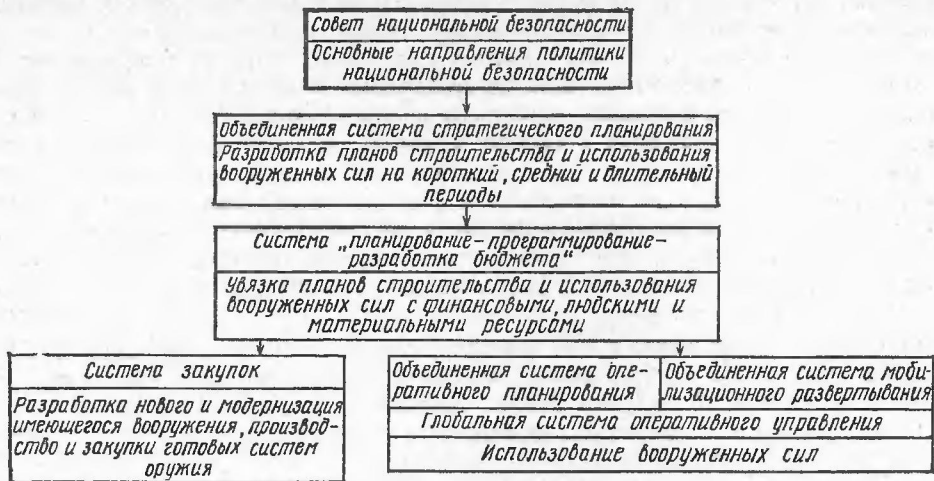 Совет национальной безопасности
Основные направления политики
национальной безопасности
Объединенная система стратегического планирования
Разработка планов строительства и использования
вооруженных сил на короткий, средний и длительный
периоды
Система „планирование-программирование-
разработка бюджета“
Увязка планов строительства и использования
вооруженных сил с финансовыми, людскими и
материальными ресурсами
Система закупок
Разработка нового и модернизация
имеющегося вооружения, производ-
ство и закупки готовых систем
оружия
Объединенная система опе-
ративного планирования
Объединенная система моби-
лизационного развертывания
Глобальная система оперативного управления
Использование вооруженных сил